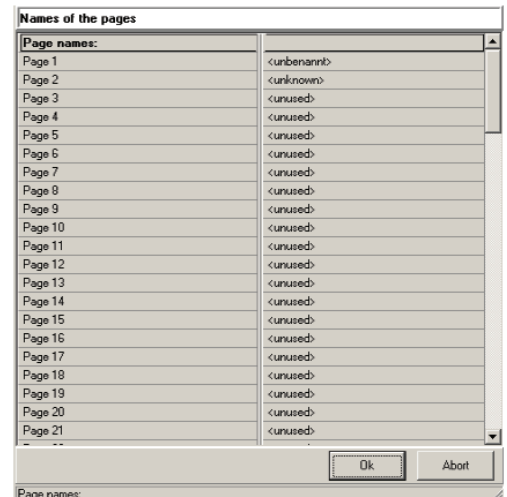 Names of the pages
Page names:
Page 1 <unbenannt>
Page 2 <unknown>
Page 3 <unused>
Page 4 <unused>
Page 5 <unused>
Page 6 <unused>
Page 7 <unused>
Page 8 <unused>
Page 9 <unused>
Page 10 <unused>
Page 11 <unused>
Page 12 <unused>
Page 13 <unused>
Page 14 <unused>
Page 15 <unused>
Page 16 <unused>
Page 17 <unused>
Page 18 <unused>
Page 19 <unused>
Page 20 <unused>
Page 21 <unused>
Ok Abort
Page names: